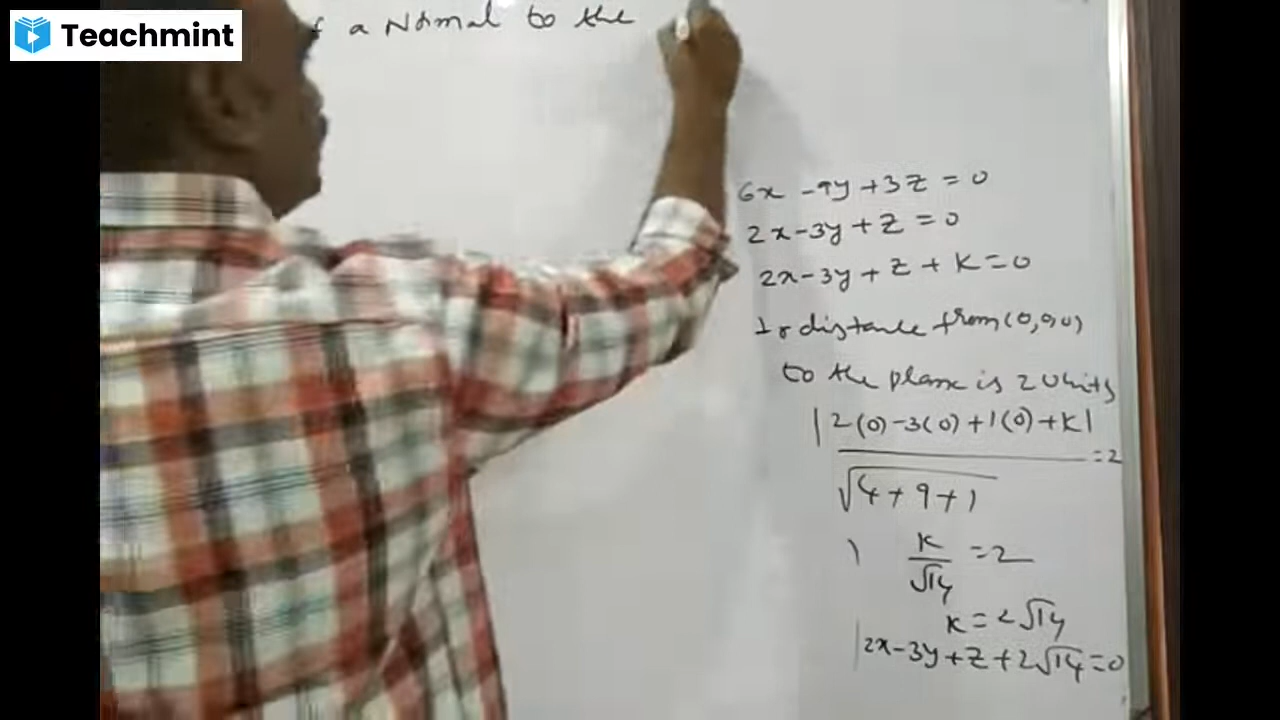 Teachmint
a Normal to the
6x - 9y + 3z = 0
2x - 3y + z = 0
2x - 3y + z + k = 0
⊥r distance from (0,0,0)
to the plane is 2 units
|2(0) - 3(0) + 1(0) + k|
= 2
√4 + 9 + 1
k
= 2
√14
k = 2√14
2x - 3y + z + 2√14 = 0